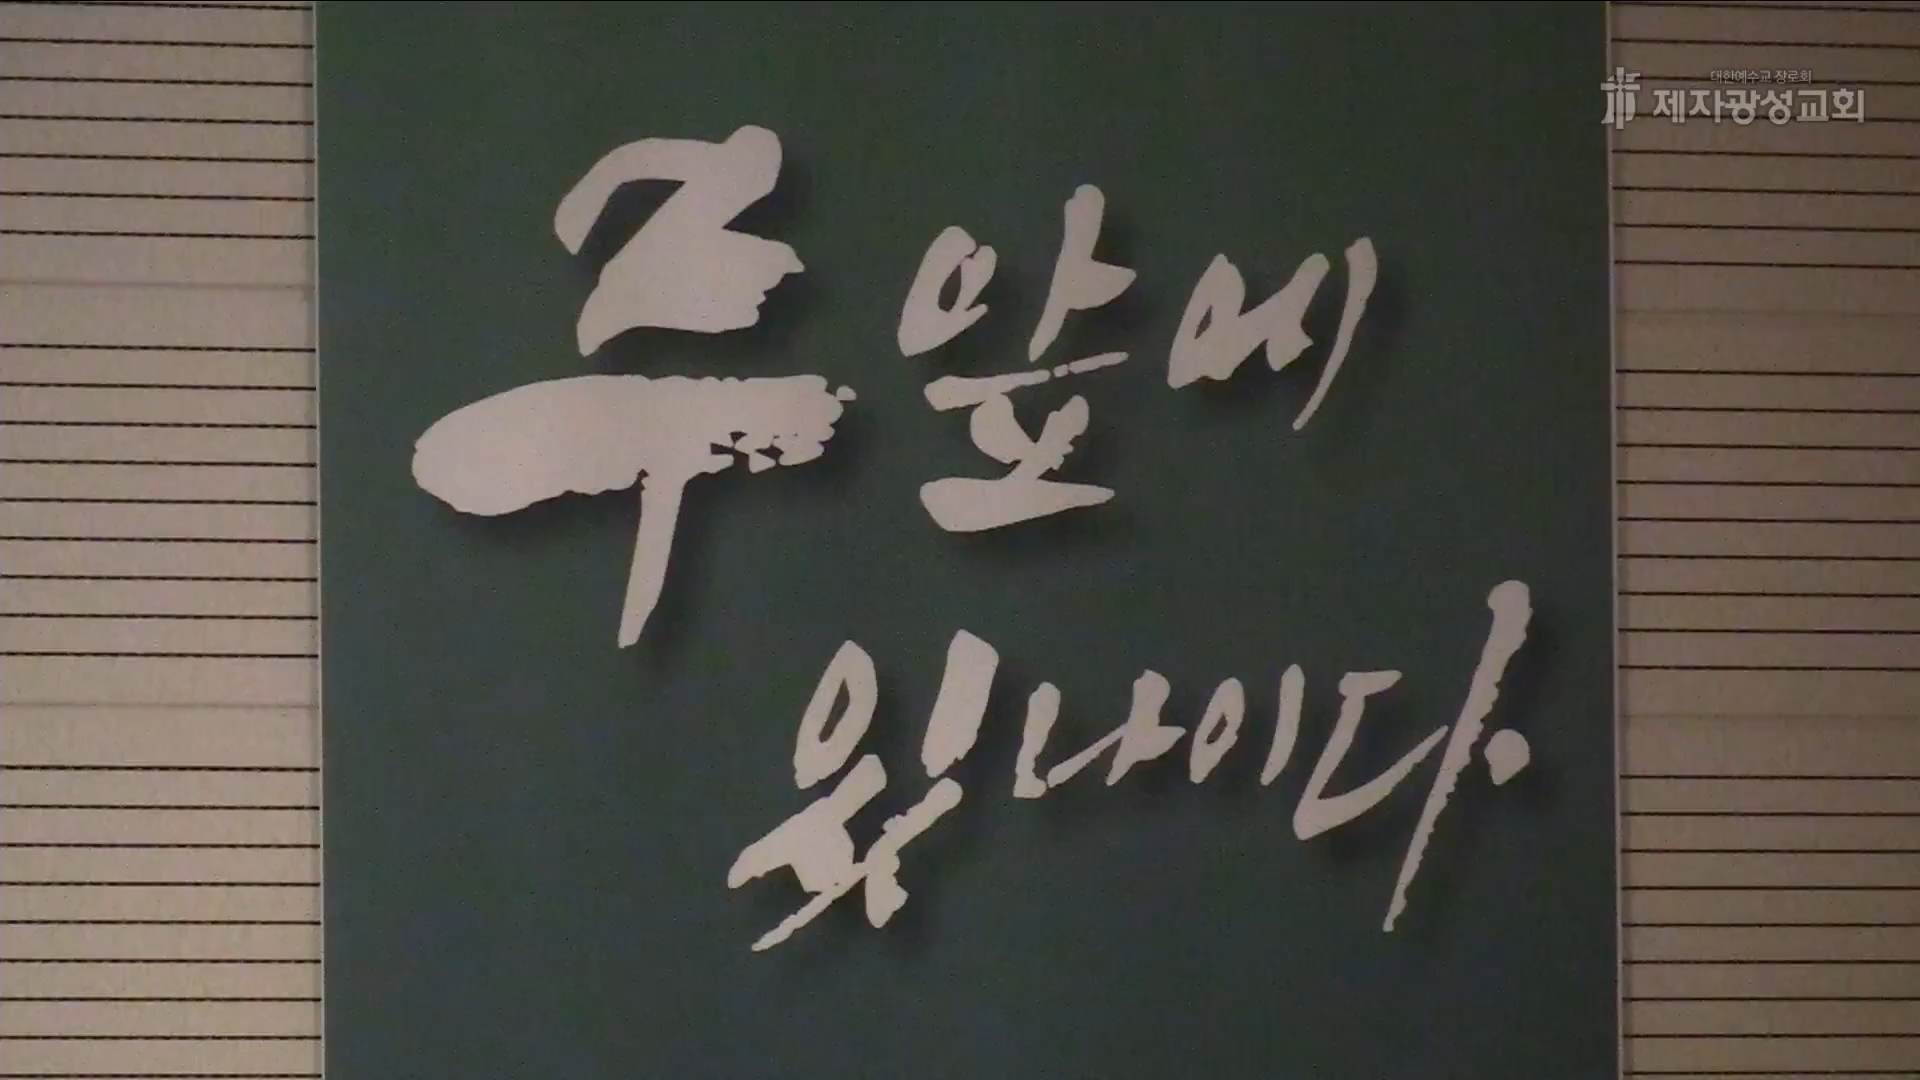 대한예수교 장로회
제자광성교회
주 앞에
왔나이다.